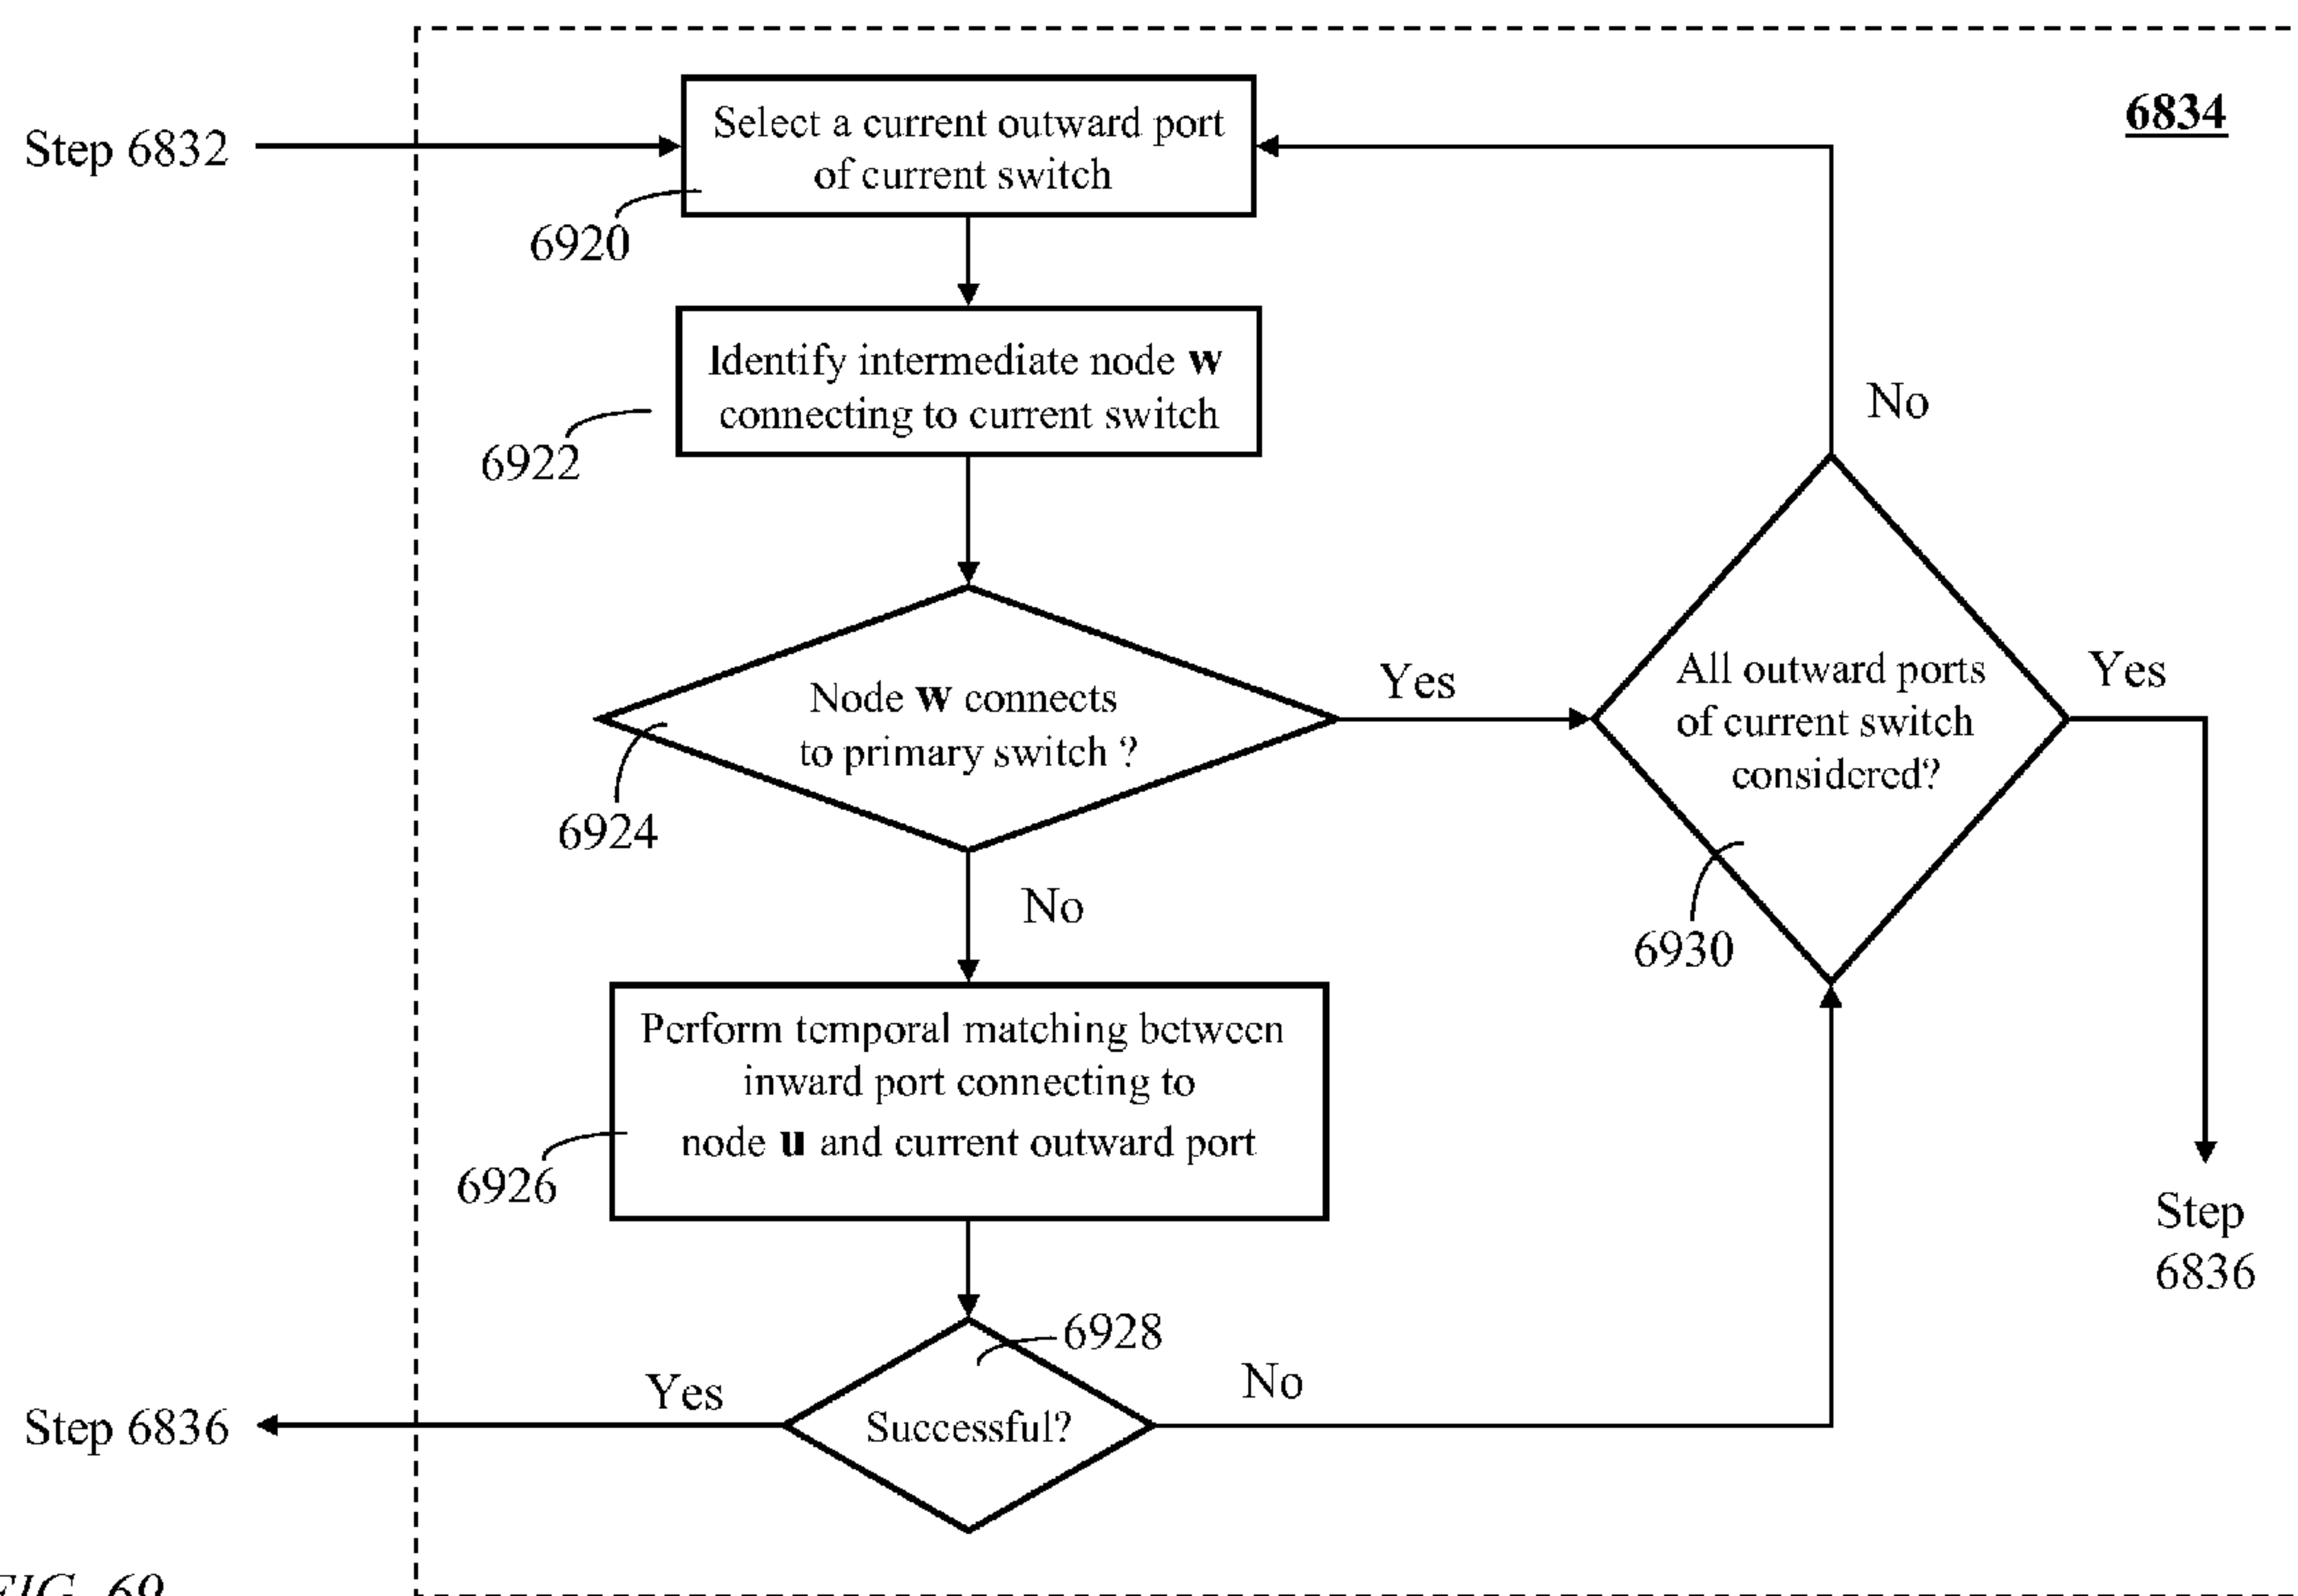 6834
Step 6832
Select a current outward port
of current switch
6920
Identify intermediate node w
connecting to current switch
6922
No
Node w connects
to primary switch ?
6924
Yes
All outward ports
of current switch
considered?
Yes
6930
No
Perform temporal matching between
inward port connecting to
node u and current outward port
6926
Step
6836
6928
Successful?
Yes
No
Step 6836
FIG. 69